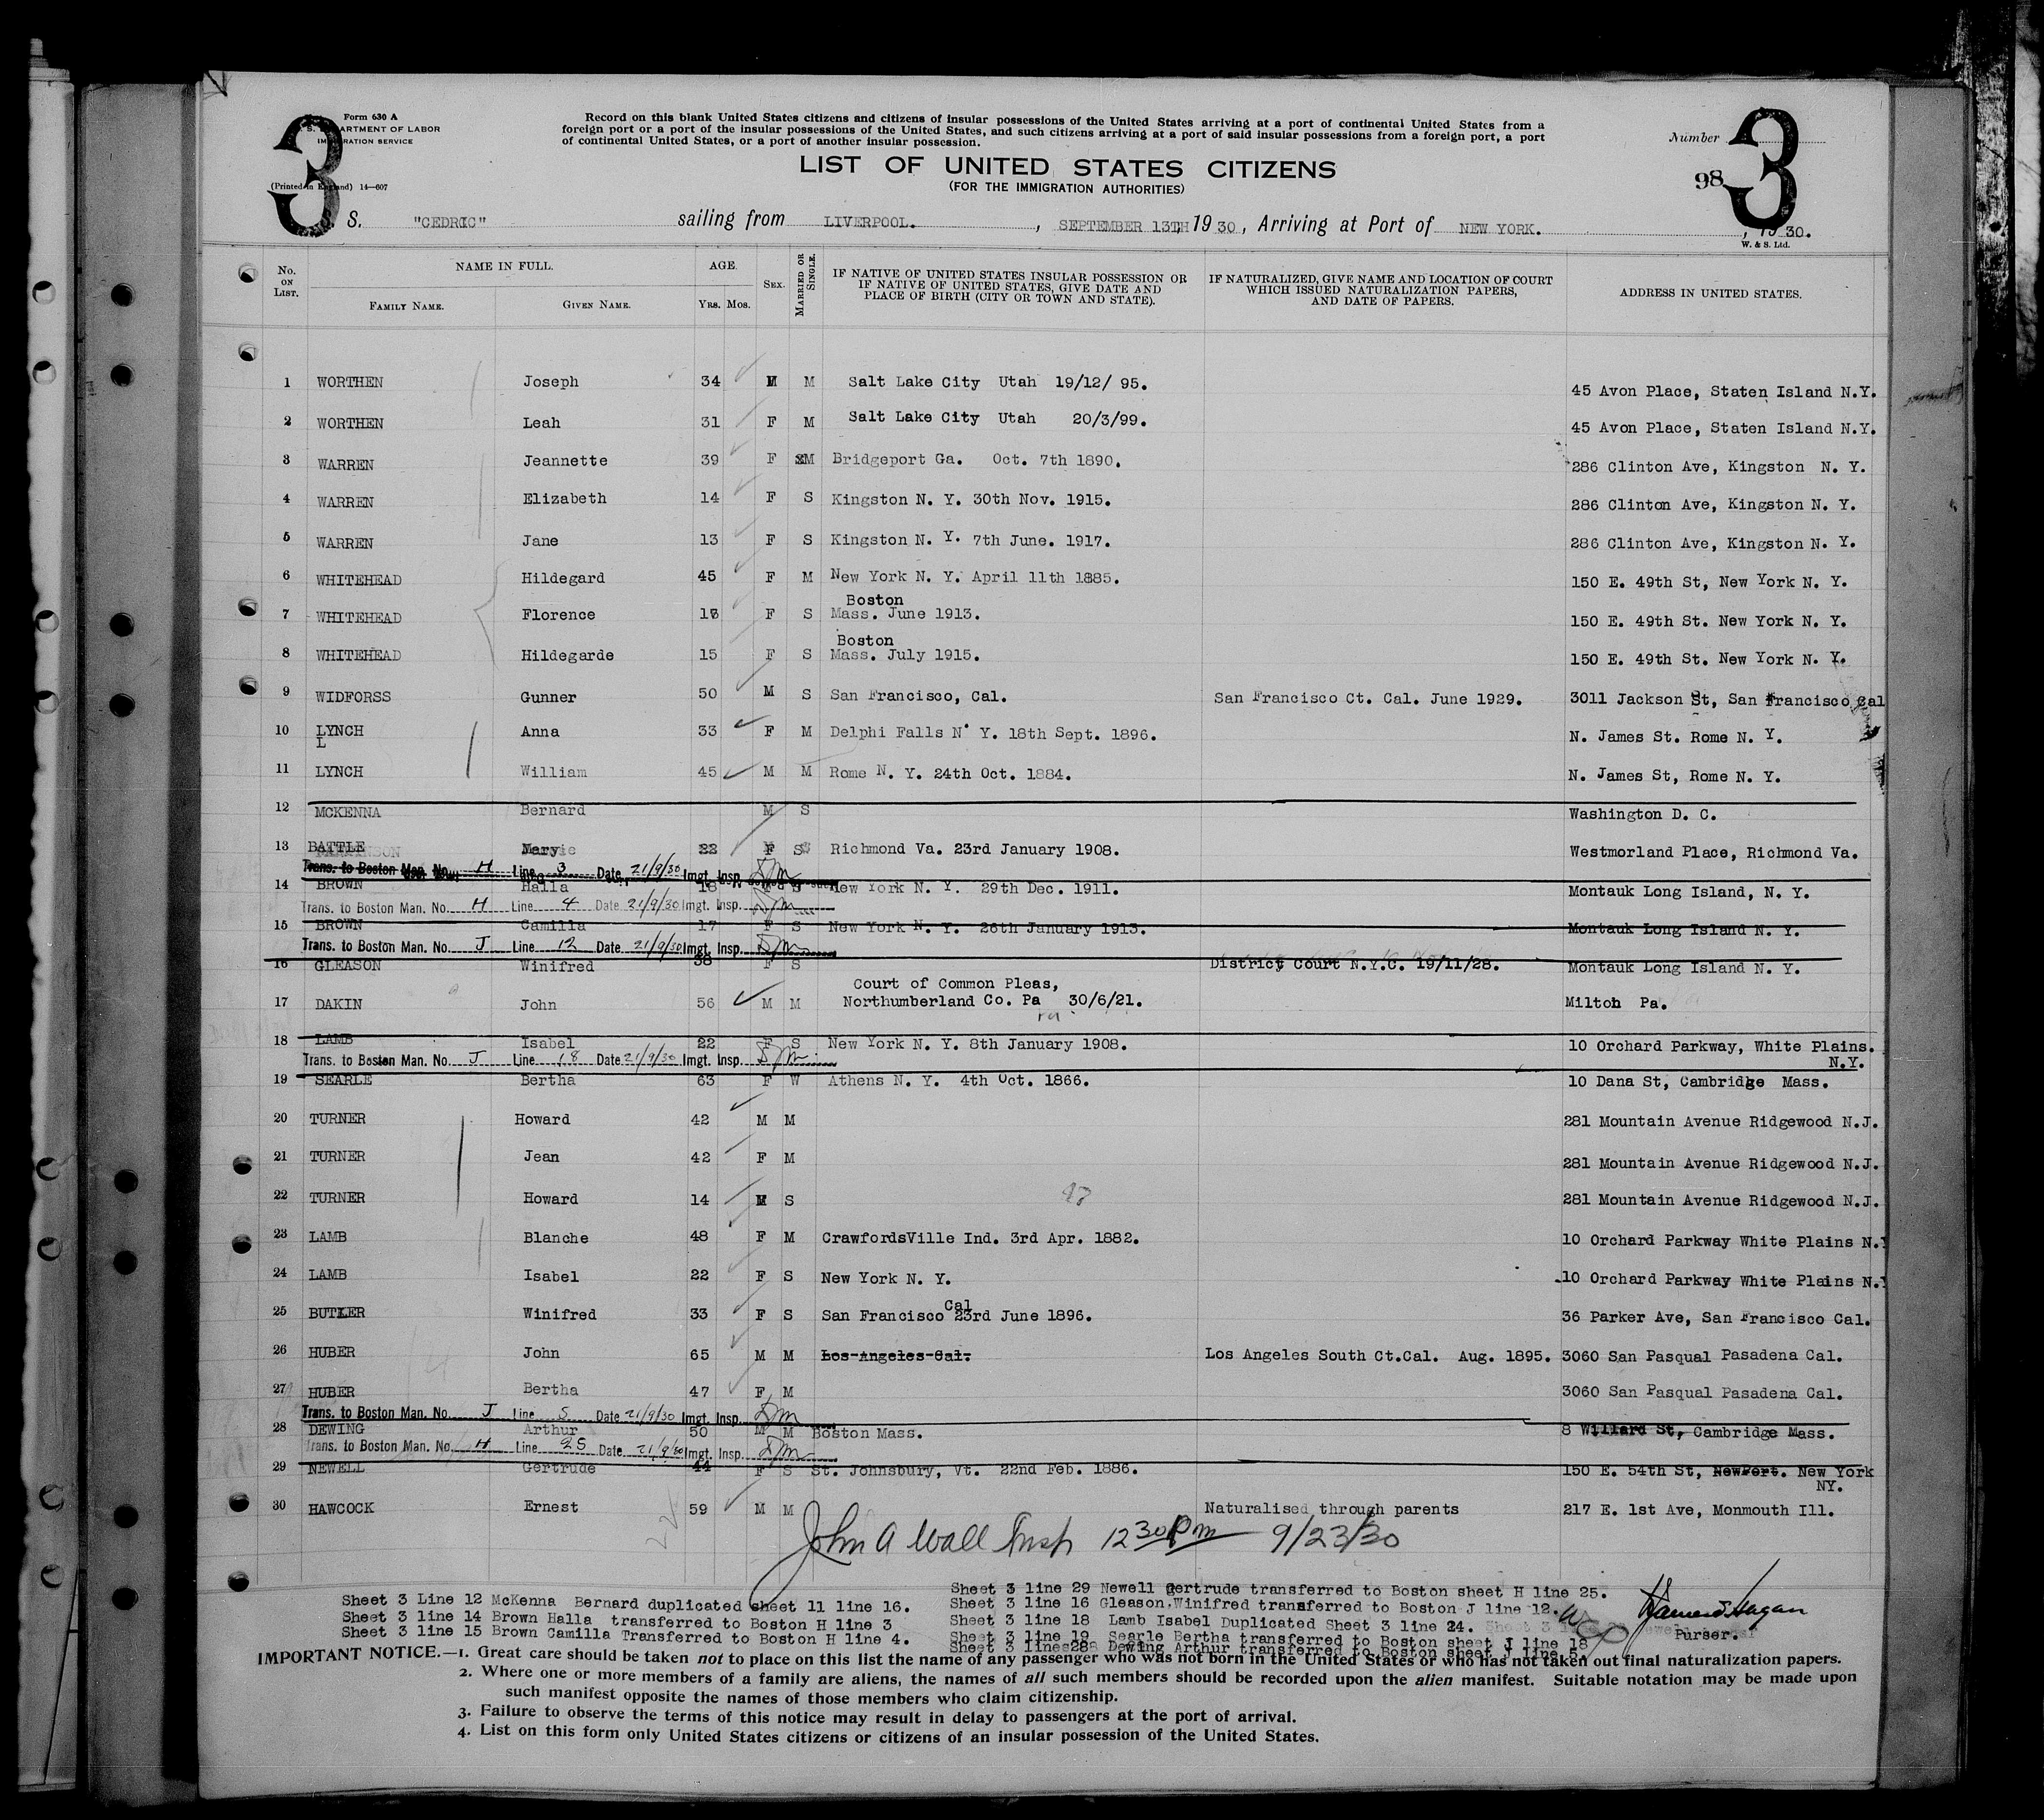 3
Form 630 A
U. S. DEPARTMENT OF LABOR
IMMIGRATION SERVICE
(Printed in England) 14—607
Record on this blank United States citizens and citizens of insular possessions of the United States arriving at a port of continental United States from a
foreign port or a port of the insular possessions of the United States, and such citizens arriving at a port of said insular possessions from a foreign port, a port
of continental United States, or a port of another insular possession.
LIST OF UNITED STATES CITIZENS
(FOR THE IMMIGRATION AUTHORITIES)
Number
98
3
S. S. "CEDRIC" sailing from LIVERPOOL. , SEPTEMBER 13TH, 1930, Arriving at Port of NEW YORK. , 1930.
W. & S. Ltd.
No. ON LIST. NAME IN FULL. AGE. SEX. MARRIED OR SINGLE. IF NATIVE OF UNITED STATES INSULAR POSSESSION OR IF NATIVE OF UNITED STATES, GIVE DATE AND PLACE OF BIRTH (CITY OR TOWN AND STATE). IF NATURALIZED, GIVE NAME AND LOCATION OF COURT WHICH ISSUED NATURALIZATION PAPERS, AND DATE OF PAPERS. ADDRESS IN UNITED STATES.
FAMILY NAME. GIVEN NAME. YRS. MOS.
1 WORTHEN Joseph 34 M M Salt Lake City Utah 19/12/ 95. 45 Avon Place, Staten Island N.Y.
2 WORTHEN Leah 31 F M Salt Lake City Utah 20/3/99. 45 Avon Place, Staten Island N.Y.
3 WARREN Jeannette 39 F M Bridgeport Ga. Oct. 7th 1890. 286 Clinton Ave, Kingston N. Y.
4 WARREN Elizabeth 14 F S Kingston N. Y. 30th Nov. 1915. 286 Clinton Ave, Kingston N. Y.
5 WARREN Jane 13 F S Kingston N. Y. 7th June. 1917. 286 Clinton Ave, Kingston N. Y.
6 WHITEHEAD Hildegard 45 F M New York N. Y. April 11th 1885. 150 E. 49th St, New York N. Y.
Boston
7 WHITEHEAD Florence F S Mass. June 1913. 150 E. 49th St. New York N. Y.
Boston
8 WHITEHEAD Hildegarde 15 F S Mass. July 1915. 150 E. 49th St. New York N. Y.
9 WIDFORSS Gunner 50 M S San Francisco, Cal. San Francisco Ct. Cal. June 1929. 3011 Jackson St, San Francisco Cal
10 LYNCH Anna 33 F M Delphi Falls N. Y. 18th Sept. 1896. N. James St. Rome N. Y.
L
11 LYNCH William 45 M M Rome N. Y. 24th Oct. 1884. N. James St, Rome N. Y.
12 MCKENNA Bernard M S Washington D. C.
13 BATTLE Mary 22 F S Richmond Va. 23rd January 1908. Westmorland Place, Richmond Va.
Trans. to Boston Man. No. H Line 3 Date 21/9/30 Imgt. Insp.
14 BROWN Halla 18 F S New York N. Y. 29th Dec. 1911. Montauk Long Island, N. Y.
Trans. to Boston Man. No. H Line 4 Date 21/9/30 Imgt. Insp.
15 BROWN Camilla 17 F S New York N. Y. 26th January 1913. Montauk Long Island N. Y.
Trans. to Boston Man. No. J Line 12 Date 21/9/30 Imgt. Insp.
16 GLEASON Winifred 38 F S District Court N.Y.C. 19/11/28. Montauk Long Island N. Y.
Court of Common Pleas,
17 DAKIN John 56 M M Northumberland Co. Pa 30/6/21. Milton Pa.
18 LAMB Isabel 22 F S New York N. Y. 8th January 1908. 10 Orchard Parkway, White Plains.
N.Y.
Trans. to Boston Man. No. J Line 18 Date 21/9/30 Imgt. Insp.
19 SEARLE Bertha 63 F W Athens N. Y. 4th Oct. 1866. 10 Dana St, Cambridge Mass.
20 TURNER Howard 42 M M 281 Mountain Avenue Ridgewood N.J.
21 TURNER Jean 42 F M 281 Mountain Avenue Ridgewood N.J.
22 TURNER Howard 14 M S 281 Mountain Avenue Ridgewood N.J.
23 LAMB Blanche 48 F M CrawfordsVille Ind. 3rd Apr. 1882. 10 Orchard Parkway White Plains N.Y
24 LAMB Isabel 22 F S New York N. Y. 10 Orchard Parkway White Plains N.Y
Cal
25 BUTLER Winifred 33 F S San Francisco 23rd June 1896. 36 Parker Ave, San Francisco Cal.
26 HUBER John 65 M M Los Angeles Cal. Los Angeles South Ct.Cal. Aug. 1895. 3060 San Pasqual Pasadena Cal.
27 HUBER Bertha 47 F M 3060 San Pasqual Pasadena Cal.
Trans. to Boston Man. No. J Line 5 Date 21/9/30 Imgt. Insp.
28 DEWING Arthur 50 M M Boston Mass. 8 Willard St, Cambridge Mass.
Trans. to Boston Man. No. H Line 25 Date 21/9/30 Imgt. Insp.
29 NEWELL Gertrude 44 F S St. Johnsbury, Vt. 22nd Feb. 1886. 150 E. 54th St, NewPort. New York
NY.
30 HAWCOCK Ernest 59 M M Naturalised through parents 217 E. 1st Ave, Monmouth Ill.
John A Wall Insp 12 30 Pm 9/23/30
Sheet 3 Line 12 McKenna Bernard duplicated sheet 11 line 16.
Sheet 3 line 14 Brown Halla transferred to Boston H line 3
Sheet 3 line 15 Brown Camilla Transferred to Boston H line 4.
Sheet 3 line 29 Newell Gertrude transferred to Boston sheet H line 25.
Sheet 3 line 16 Gleason.Winifred transferred to Boston J line 12.
Sheet 3 line 18 Lamb Isabel Duplicated Sheet 3 line 24.
Sheet 3 line 19 Searle Bertha transferred to Boston sheet J line 18
Sheet 3 line 28 Dewing Arthur transferred to Boston sheet J line 5.
Purser.
IMPORTANT NOTICE.—1. Great care should be taken not to place on this list the name of any passenger who was not born in the United States or who has not taken out final naturalization papers.
2. Where one or more members of a family are aliens, the names of all such members should be recorded upon the alien manifest. Suitable notation may be made upon
such manifest opposite the names of those members who claim citizenship.
3. Failure to observe the terms of this notice may result in delay to passengers at the port of arrival.
4. List on this form only United States citizens or citizens of an insular possession of the United States.